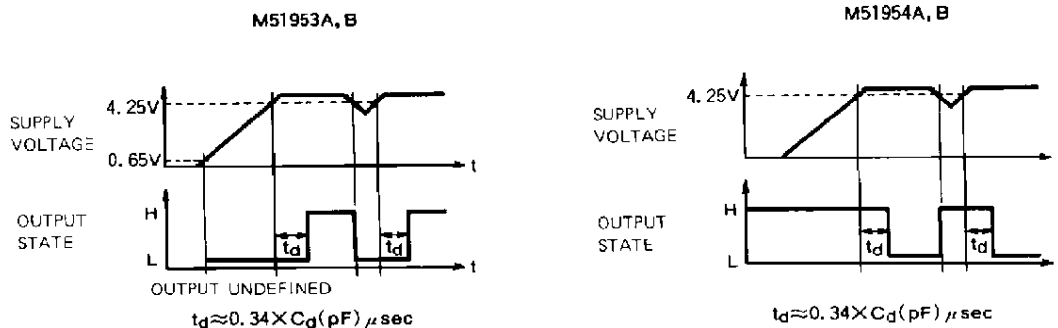 M51953A, B
4.25V
SUPPLY
VOLTAGE
0.65V
t
H
OUTPUT
STATE
td
td
L
t
OUTPUT UNDEFINED
td≈0.34×Cd(pF) μsec
M51954A, B
4.25V
SUPPLY
VOLTAGE
H
OUTPUT
STATE
td
td
L
td≈0.34×Cd(pF) μsec